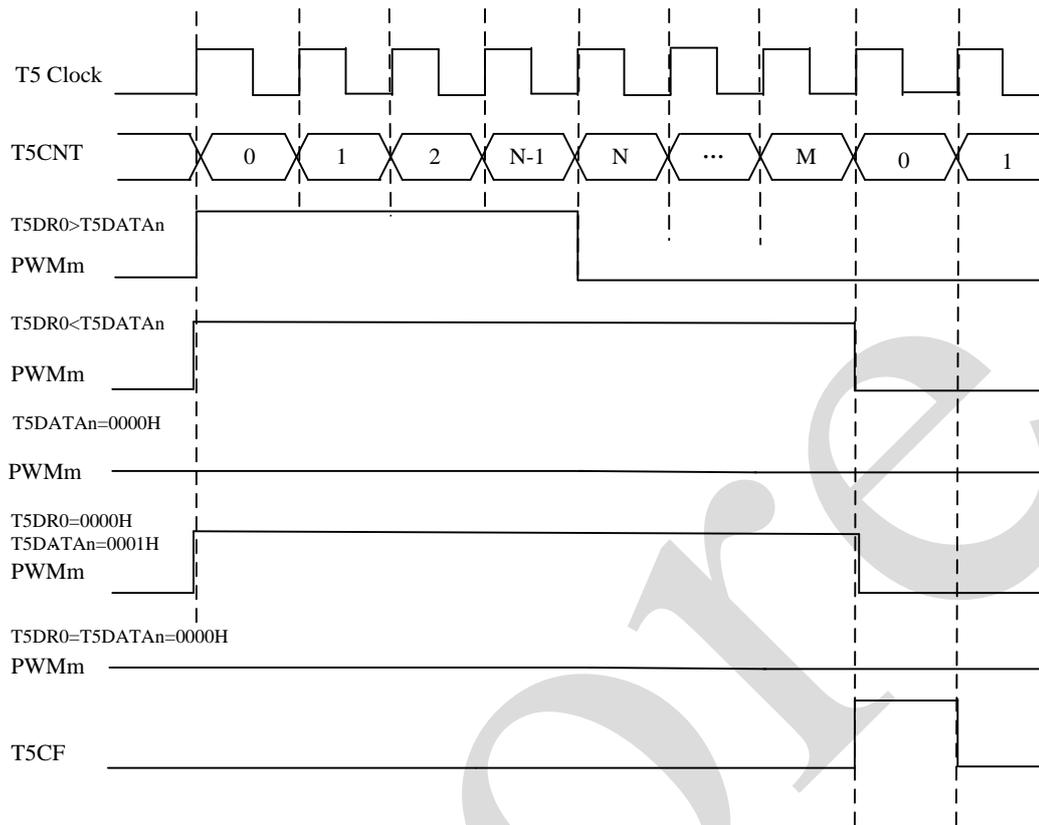 T5 Clock
T5CNT
0 1 2 N-1 N ... M 0 1
T5DR0>T5DATAn
PWMm
T5DR0<T5DATAn
PWMm
T5DATAn=0000H
PWMm
T5DR0=0000H
T5DATAn=0001H
PWMm
T5DR0=T5DATAn=0000H
PWMm
T5CF
ore